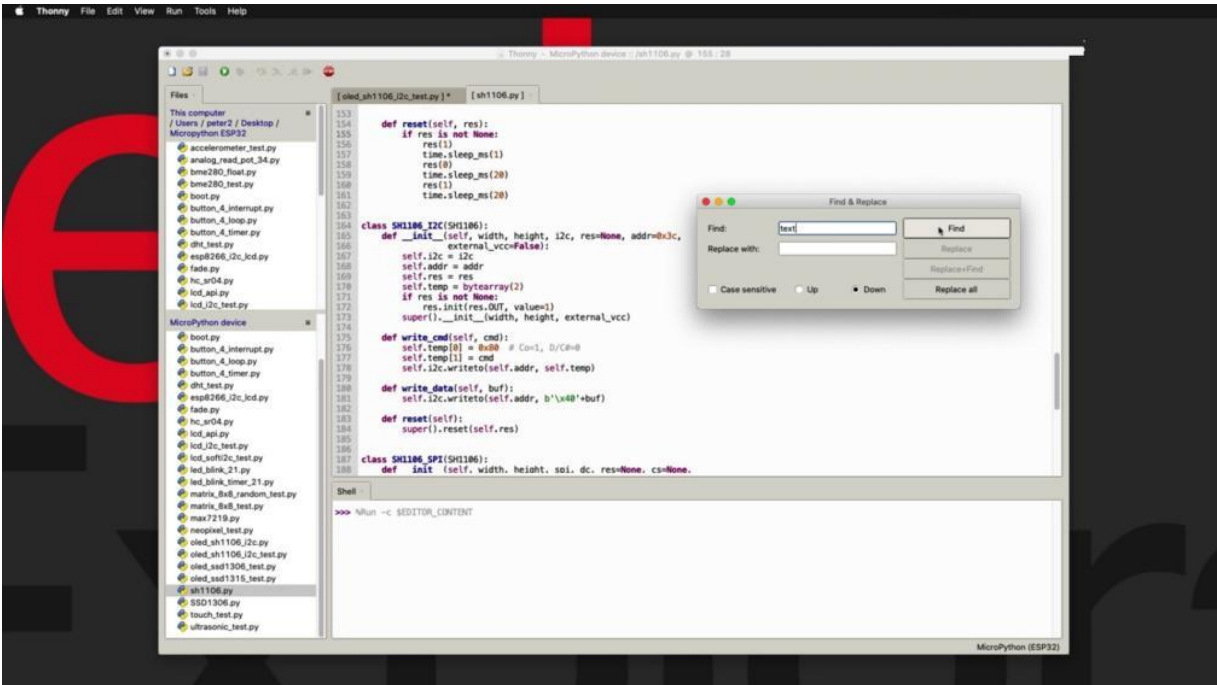 Thonny File Edit View Run Tools Help
Thonny - MicroPython device :: /sh1106.py @ 155 : 28
Files
This computer
/ Users / peter2 / Desktop /
Micropython ESP32
accelerometer_test.py
analog_read_pot_34.py
bme280_float.py
bme280_test.py
boot.py
button_4_interrupt.py
button_4_loop.py
button_4_timer.py
dht_test.py
esp8266_i2c_lcd.py
fade.py
hc_sr04.py
lcd_api.py
lcd_i2c_test.py
MicroPython device
boot.py
button_4_interrupt.py
button_4_loop.py
button_4_timer.py
dht_test.py
esp8266_i2c_lcd.py
fade.py
hc_sr04.py
lcd_api.py
lcd_i2c_test.py
lcd_softi2c_test.py
led_blink_21.py
led_blink_timer_21.py
matrix_8x8_random_test.py
matrix_8x8_test.py
max7219.py
neopixel_test.py
oled_sh1106_i2c.py
oled_sh1106_i2c_test.py
oled_ssd1306_test.py
oled_ssd1315_test.py
sh1106.py
SSD1306.py
touch_test.py
ultrasonic_test.py
[ oled_sh1106_i2c_test.py ] * [ sh1106.py ]
153
154 def reset(self, res):
155 if res is not None:
156 res(1)
157 time.sleep_ms(1)
158 res(0)
159 time.sleep_ms(20)
160 res(1)
161 time.sleep_ms(20)
162
163
164 class SH1106_I2C(SH1106):
165 def __init__(self, width, height, i2c, res=None, addr=0x3c,
166 external_vcc=False):
167 self.i2c = i2c
168 self.addr = addr
169 self.res = res
170 self.temp = bytearray(2)
171 if res is not None:
172 res.init(res.OUT, value=1)
173 super().__init__(width, height, external_vcc)
174
175 def write_cmd(self, cmd):
176 self.temp[0] = 0x80 # Co=1, D/C#=0
177 self.temp[1] = cmd
178 self.i2c.writeto(self.addr, self.temp)
179
180 def write_data(self, buf):
181 self.i2c.writeto(self.addr, b'\x40'+buf)
182
183 def reset(self):
184 super().reset(self.res)
185
186
187 class SH1106_SPI(SH1106):
188 def __init__(self, width, height, spi, dc, res=None, cs=None,
Find & Replace
Find: text Find
Replace with: Replace
Replace+Find
Case sensitive Up Down Replace all
Shell
>>> %Run -c $EDITOR_CONTENT
MicroPython (ESP32)